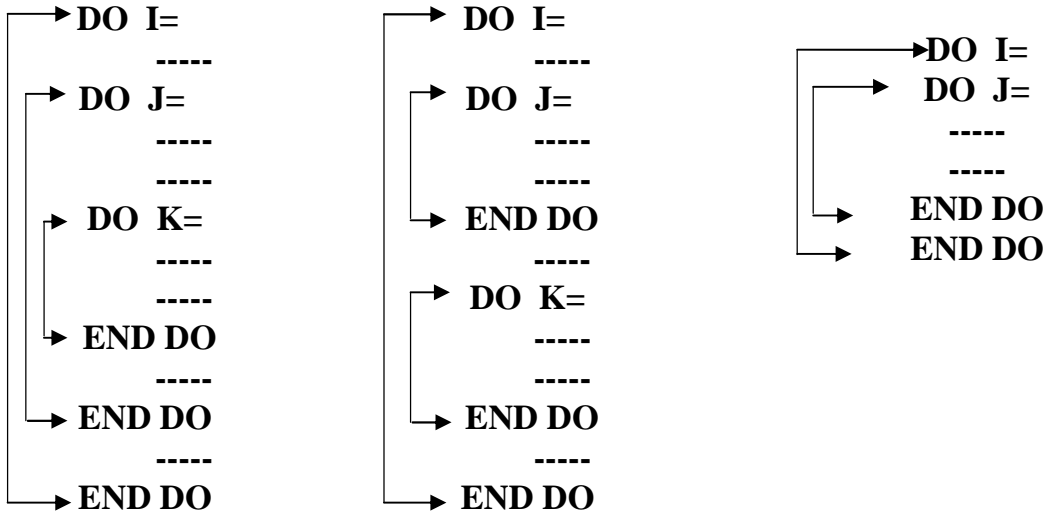 DO I=
-----
DO J=
-----
-----
DO K=
-----
-----
END DO
-----
END DO
-----
END DO
DO I=
-----
DO J=
-----
-----
END DO
-----
DO K=
-----
-----
END DO
-----
END DO
DO I=
DO J=
-----
-----
END DO
END DO